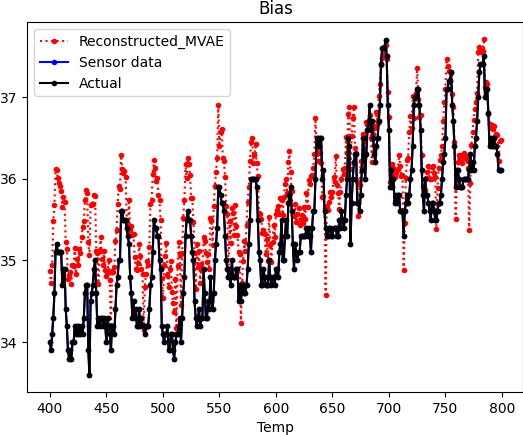 Bias
Reconstructed_MVAE
Sensor data
Actual
37
36
35
34
400 450 500 550 600 650 700 750 800
Temp